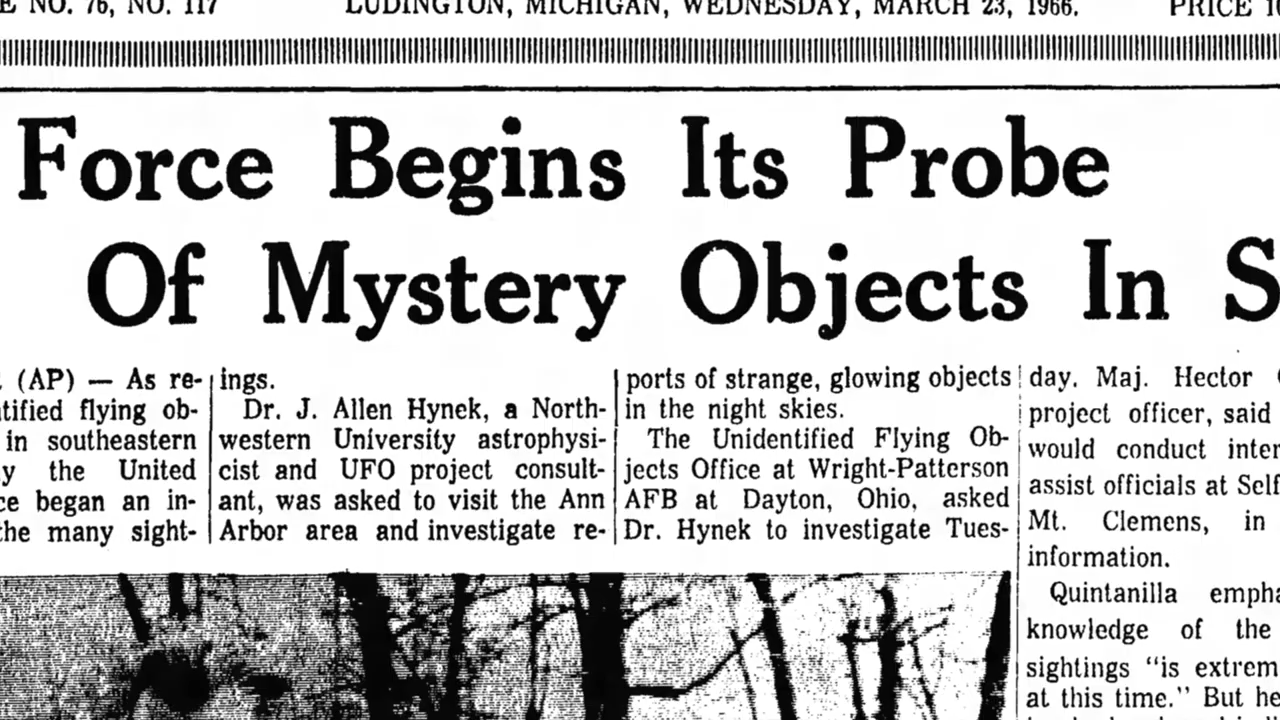 E NO. 76, NO. 117 LUDINGTON, MICHIGAN, WEDNESDAY, MARCH 23, 1966. PRICE 10
Force Begins Its Probe
Of Mystery Objects In S
(AP) — As re-
tified flying ob-
in southeastern
y the United
ce began an in-
the many sight-
ings.
Dr. J. Allen Hynek, a North-
western University astrophysi-
cist and UFO project consult-
ant, was asked to visit the Ann
Arbor area and investigate re-
ports of strange, glowing objects
in the night skies.
The Unidentified Flying Ob-
jects Office at Wright-Patterson
AFB at Dayton, Ohio, asked
Dr. Hynek to investigate Tues-
day. Maj. Hector
project officer, said
would conduct inter
assist officials at Self
Mt. Clemens, in
information.
Quintanilla empha
knowledge of the
sightings "is extrem
at this time." But he